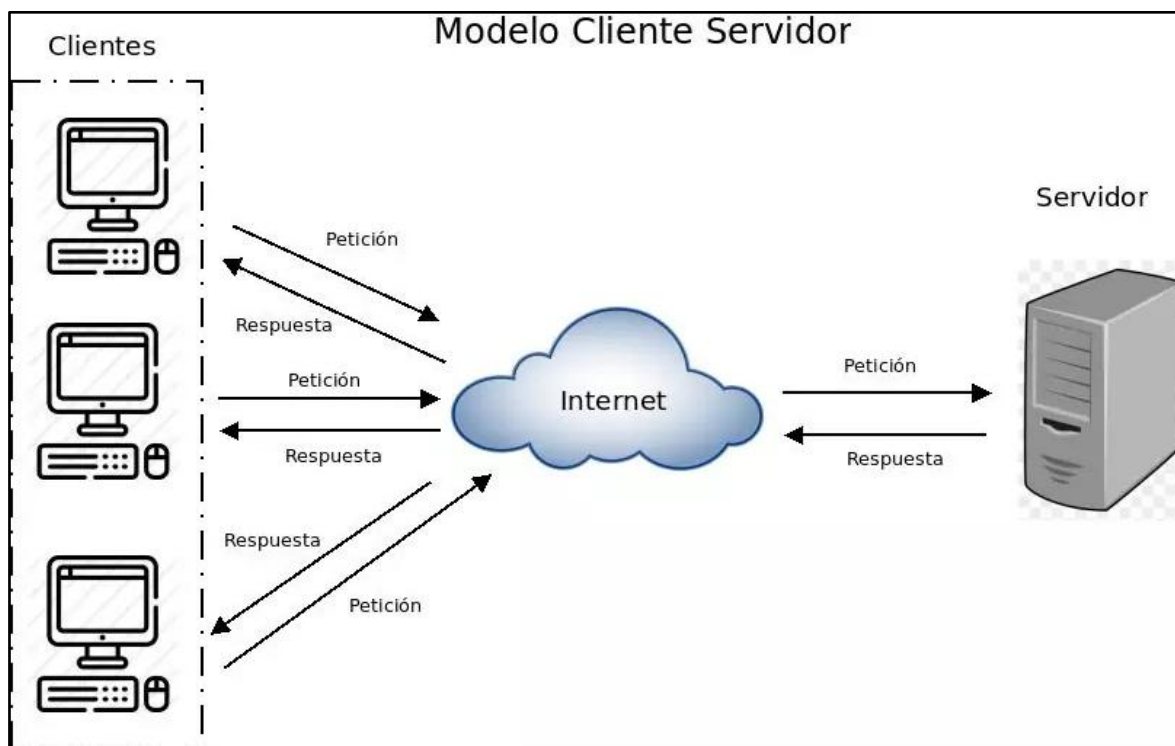 Modelo Cliente Servidor
Clientes
Servidor
Petición
Respuesta
Petición
Respuesta
Respuesta
Petición
Internet
Petición
Respuesta